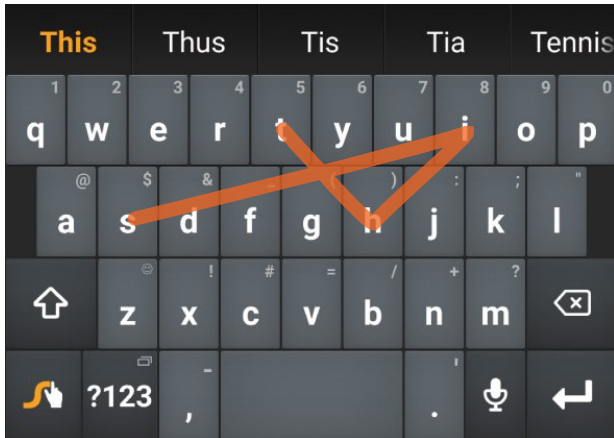 This Thus Tis Tia Tennis
1 2 3 4 5 6 7 8 9 0
q w e r t y u i o p
@ $ & _ ( ) : ; "
a s d f g h j k l
! # = / + ?
z x c v b n m
- '
?123 , .